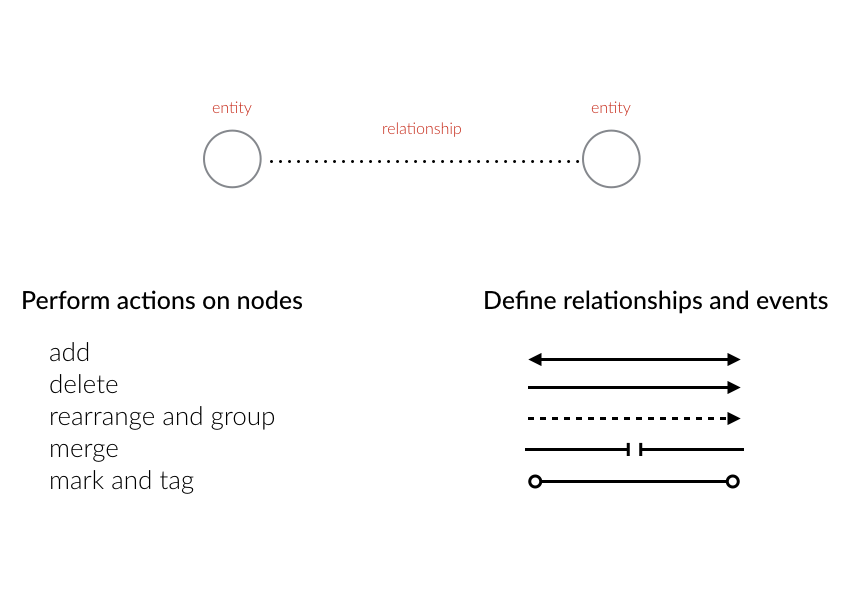 entity
entity
relationship
Perform actions on nodes
add
delete
rearrange and group
merge
mark and tag
Define relationships and events